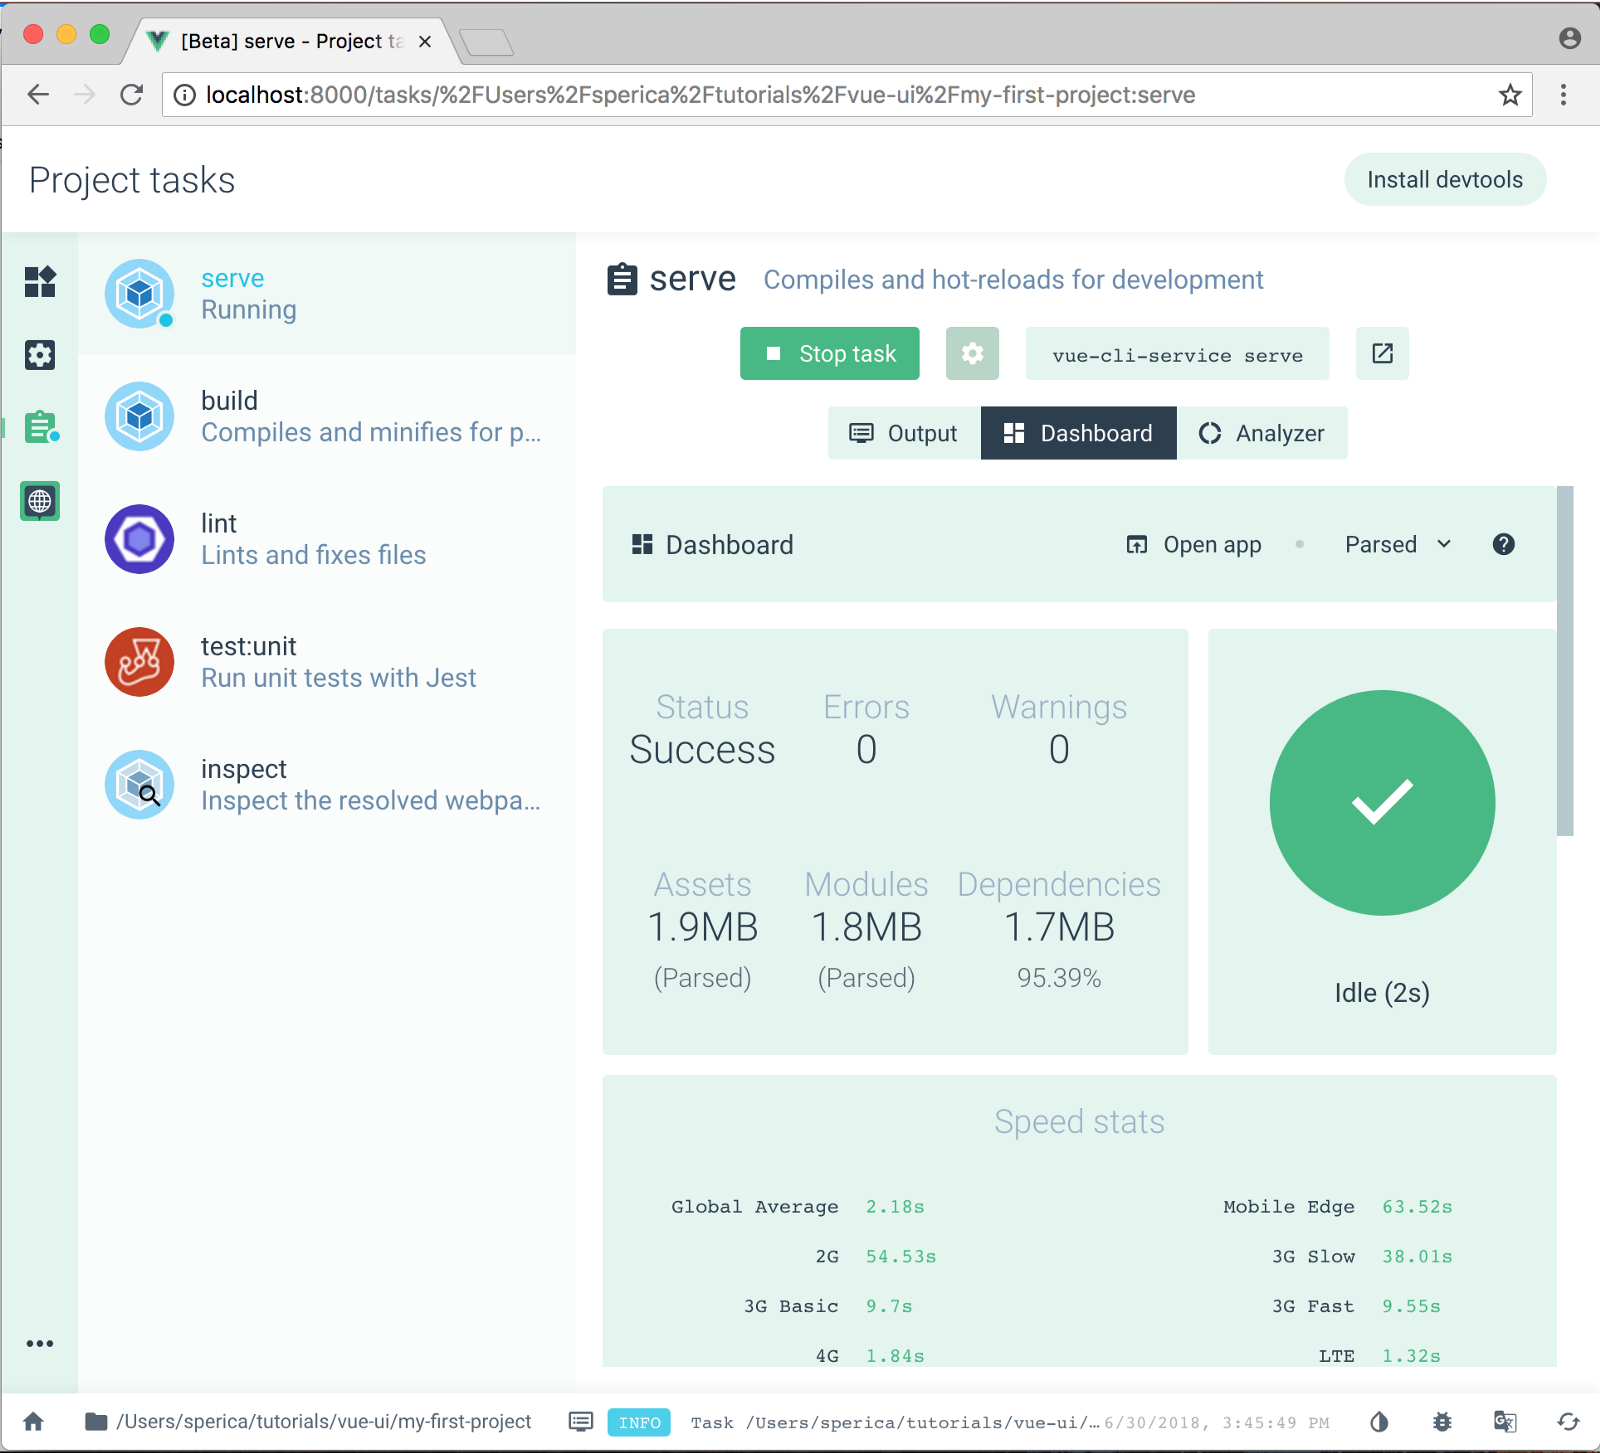 [Beta] serve - Project ta
localhost:8000/tasks/%2FUsers%2Fsperica%2Ftutorials%2Fvue-ui%2Fmy-first-project:serve
Project tasks
Install devtools
serve
Running
build
Compiles and minifies for p...
lint
Lints and fixes files
test:unit
Run unit tests with Jest
inspect
Inspect the resolved webpa...
serve Compiles and hot-reloads for development
Stop task vue-cli-service serve
Output Dashboard Analyzer
Dashboard Open app Parsed
Status Errors Warnings
Success 0 0
Assets Modules Dependencies
1.9MB 1.8MB 1.7MB
(Parsed) (Parsed) 95.39%
Idle (2s)
Speed stats
Global Average 2.18s Mobile Edge 63.52s
2G 54.53s 3G Slow 38.01s
3G Basic 9.7s 3G Fast 9.55s
4G 1.84s LTE 1.32s
/Users/sperica/tutorials/vue-ui/my-first-project INFO Task /Users/sperica/tutorials/vue-ui/... 6/30/2018, 3:45:49 PM